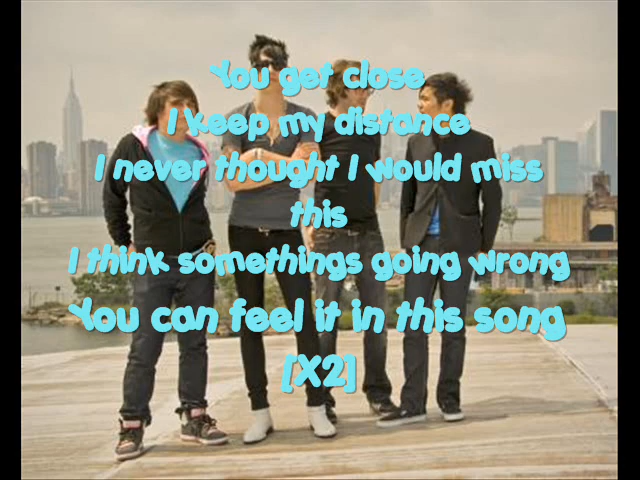 You get close
I keep my distance
I never thought I would miss
this
I think somethings going wrong
You can feel it in this song
[X2]